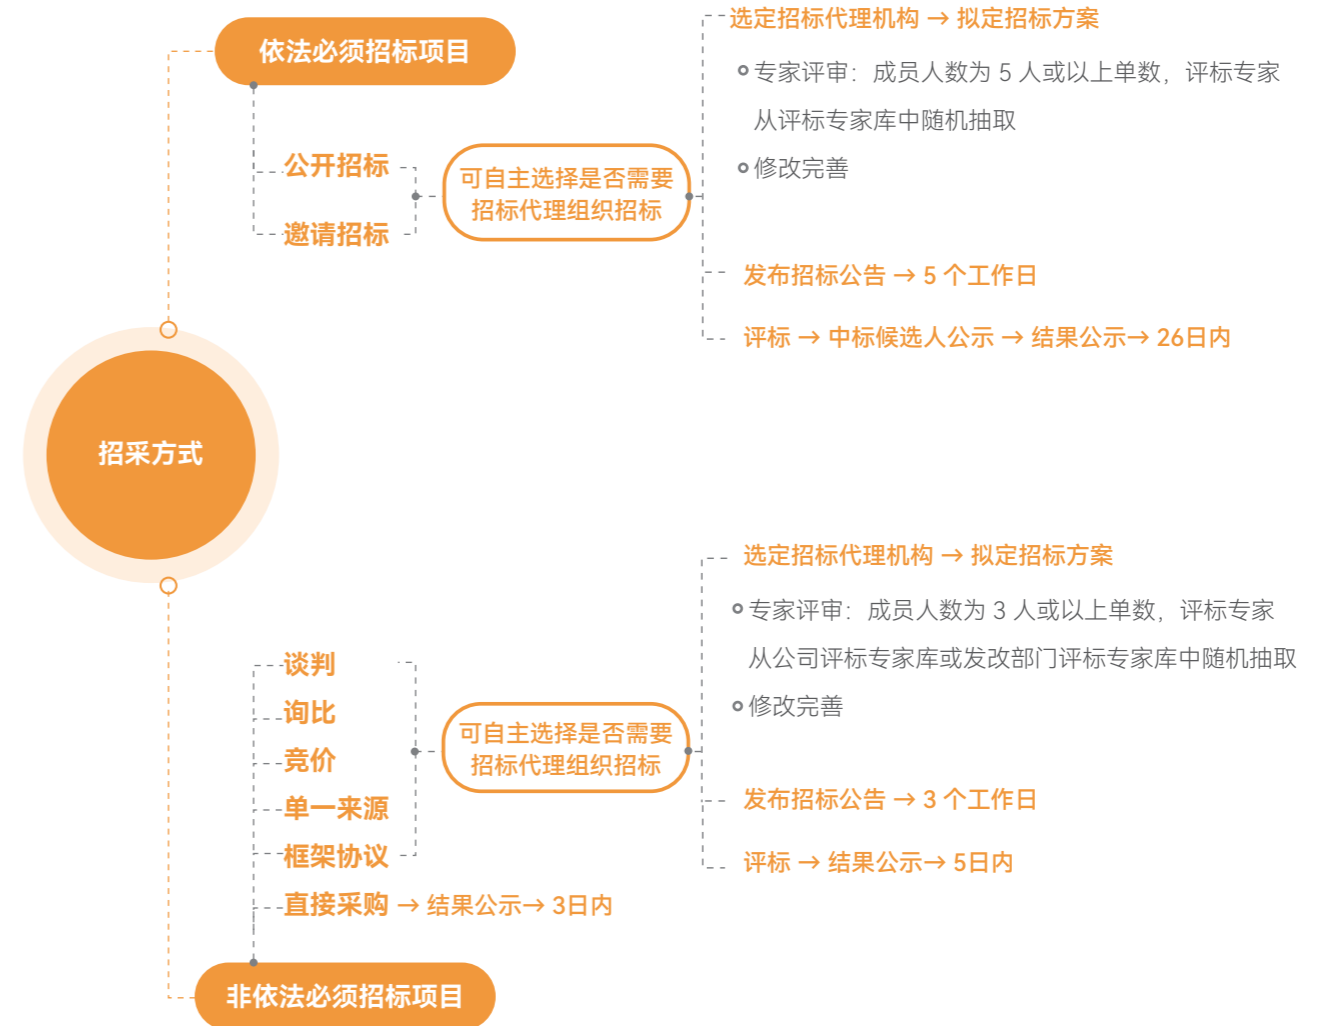 选定招标代理机构 → 拟定招标方案
依法必须招标项目
专家评审：成员人数为 5 人或以上单数，评标专家
从评标专家库中随机抽取
修改完善
公开招标
邀请招标
可自主选择是否需要
招标代理组织招标
发布招标公告 → 5 个工作日
评标 → 中标候选人公示 → 结果公示→ 26日内
招采方式
选定招标代理机构 → 拟定招标方案
专家评审：成员人数为 3 人或以上单数，评标专家
从公司评标专家库或发改部门评标专家库中随机抽取
修改完善
谈判
询比
竞价
单一来源
框架协议
可自主选择是否需要
招标代理组织招标
发布招标公告 → 3 个工作日
评标 → 结果公示→ 5日内
直接采购 → 结果公示→ 3日内
非依法必须招标项目